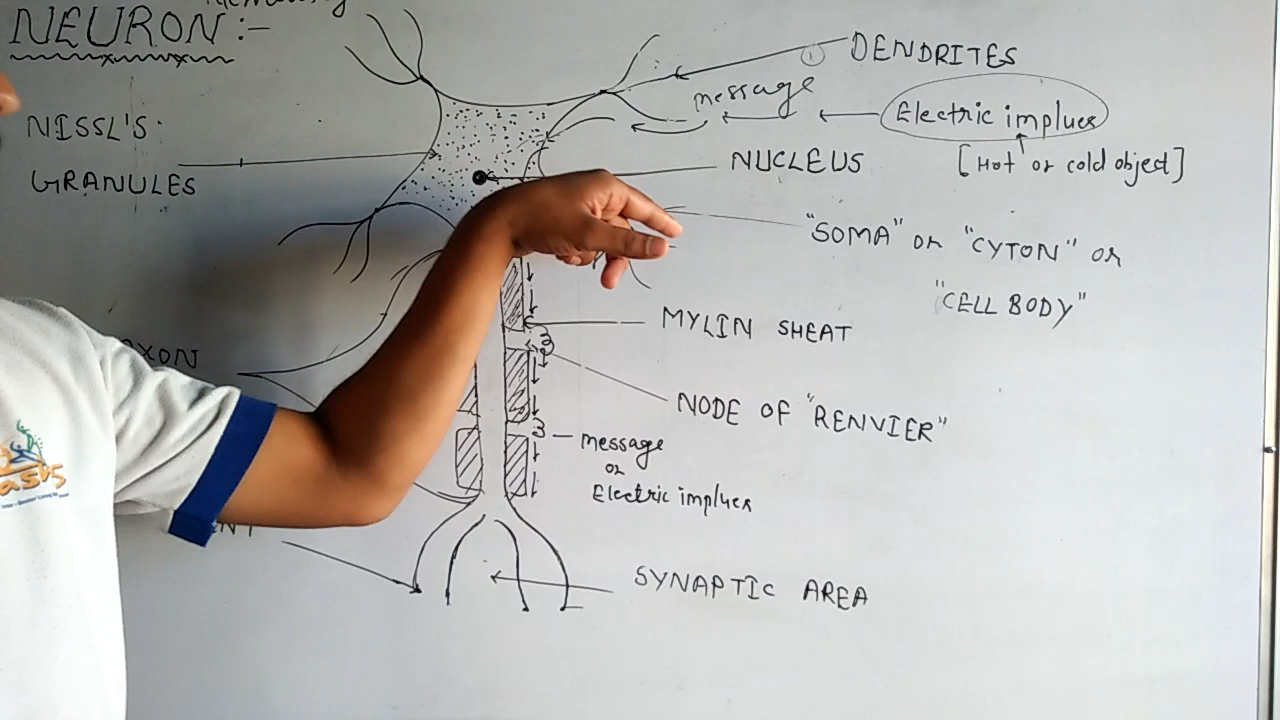 NEURON :-
DENDRITES
①
message
Electric implues
[Hot or cold object]
NISSL'S
GRANULES
NUCLEUS
"SOMA" or "CYTON" or
"CELL BODY"
MYLIN SHEAT
AXON
NODE OF "RENVIER"
message
or
Electric implues
SYNAPTIC AREA